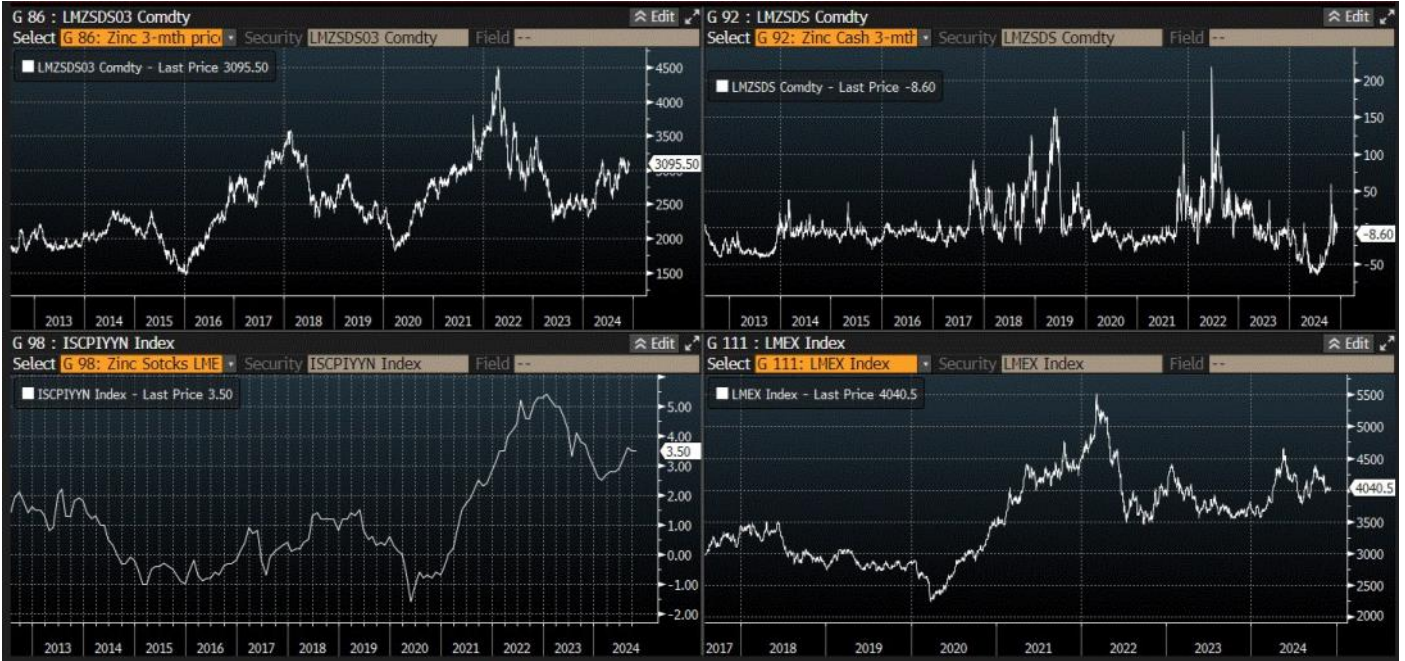 G 86 : LMZSDS03 Comdty
Edit
Select G 86: Zinc 3-mth pric Security LMZSDS03 Comdty Field --
LMZSDS03 Comdty - Last Price 3095.50
4500
4000
3500
3095.50
3000
2500
2000
1500
2013 2014 2015 2016 2017 2018 2019 2020 2021 2022 2023 2024
G 92 : LMZSDS Comdty
Edit
Select G 92: Zinc Cash 3-mth Security LMZSDS Comdty Field --
LMZSDS Comdty - Last Price -8.60
200
150
100
50
-8.60
-50
2013 2014 2015 2016 2017 2018 2019 2020 2021 2022 2023 2024
G 98 : ISCPIYYN Index
Edit
Select G 98: Zinc Sotcks LME Security ISCPIYYN Index Field --
ISCPIYYN Index - Last Price 3.50
5.00
4.00
3.50
3.00
2.00
1.00
0.00
-1.00
-2.00
2013 2014 2015 2016 2017 2018 2019 2020 2021 2022 2023 2024
G 111 : LMEX Index
Edit
Select G 111: LMEX Index Security LMEX Index Field --
LMEX Index - Last Price 4040.5
5500
5000
4500
4040.5
3500
3000
2500
2000
2017 2018 2019 2020 2021 2022 2023 2024